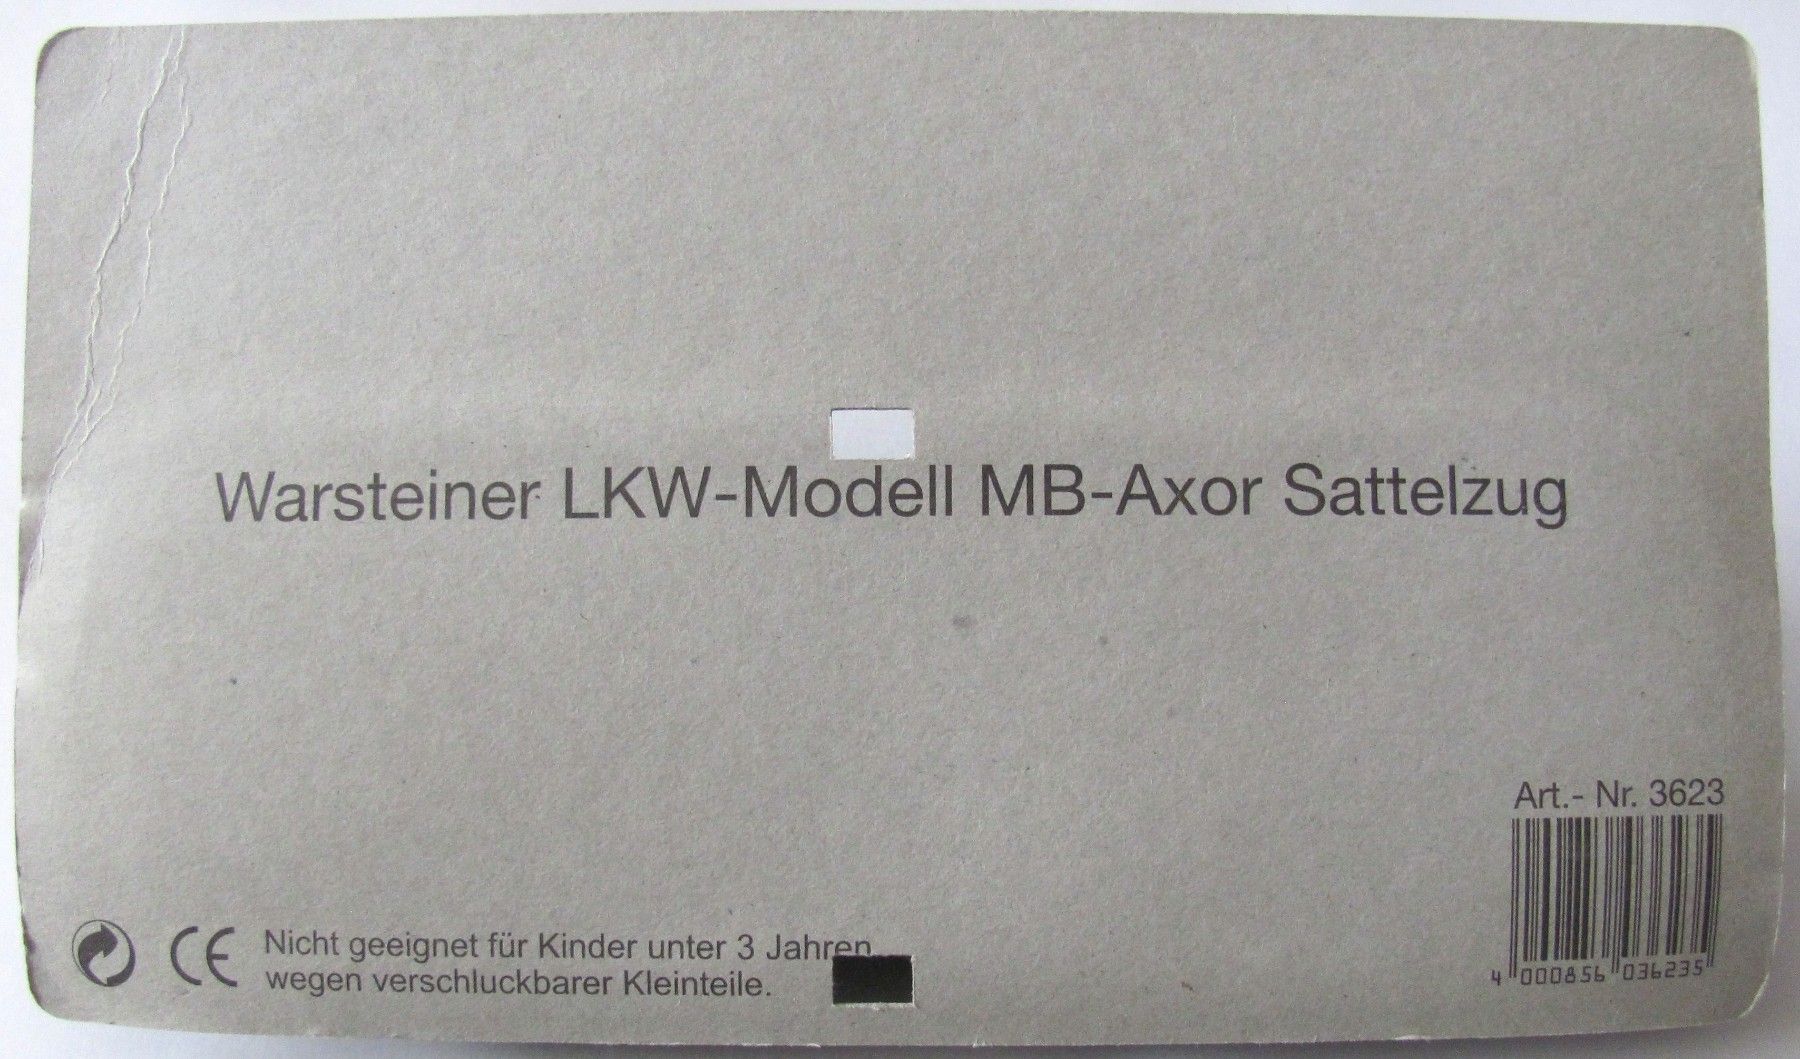 Warsteiner LKW-Modell MB-Axor Sattelzug
Art.- Nr. 3623
4 000856 036235
CE Nicht geeignet für Kinder unter 3 Jahren
wegen verschluckbarer Kleinteile.